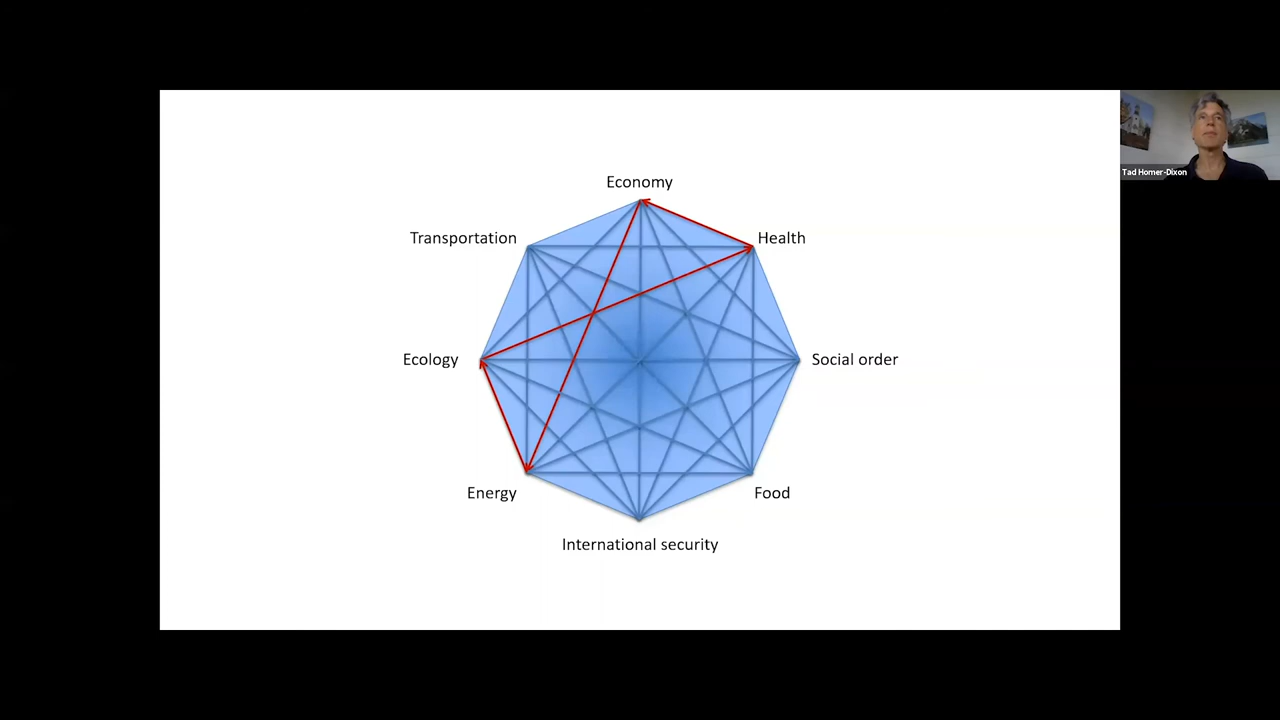 Economy
Transportation
Health
Ecology
Social order
Energy
Food
International security
Tad Homer-Dixon